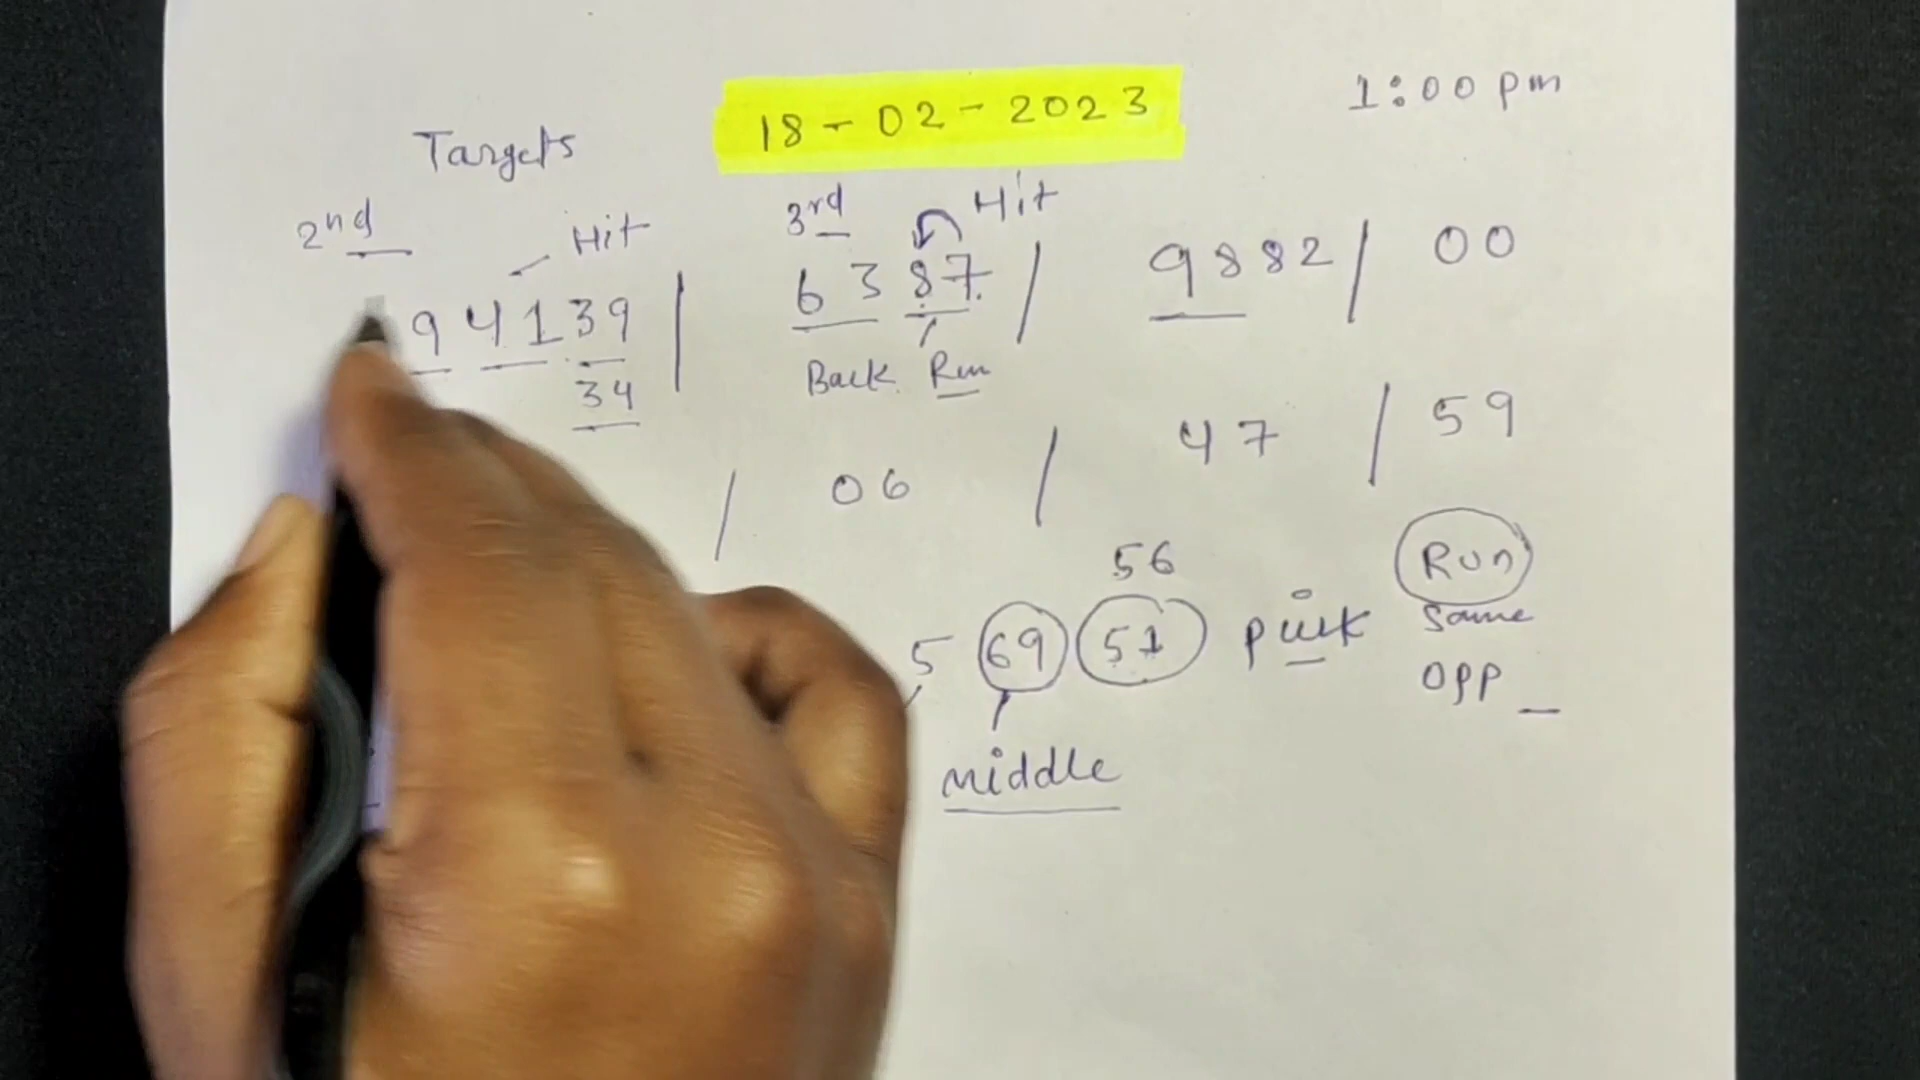 18-02-2023 1:00 pm
Targets
2nd Hit 3rd Hit
94139 | 6387 / 9882 / 00
34 Back Run
/ 06 / 47 / 59
56 Run
5 69 51 Same
OPP _
middle